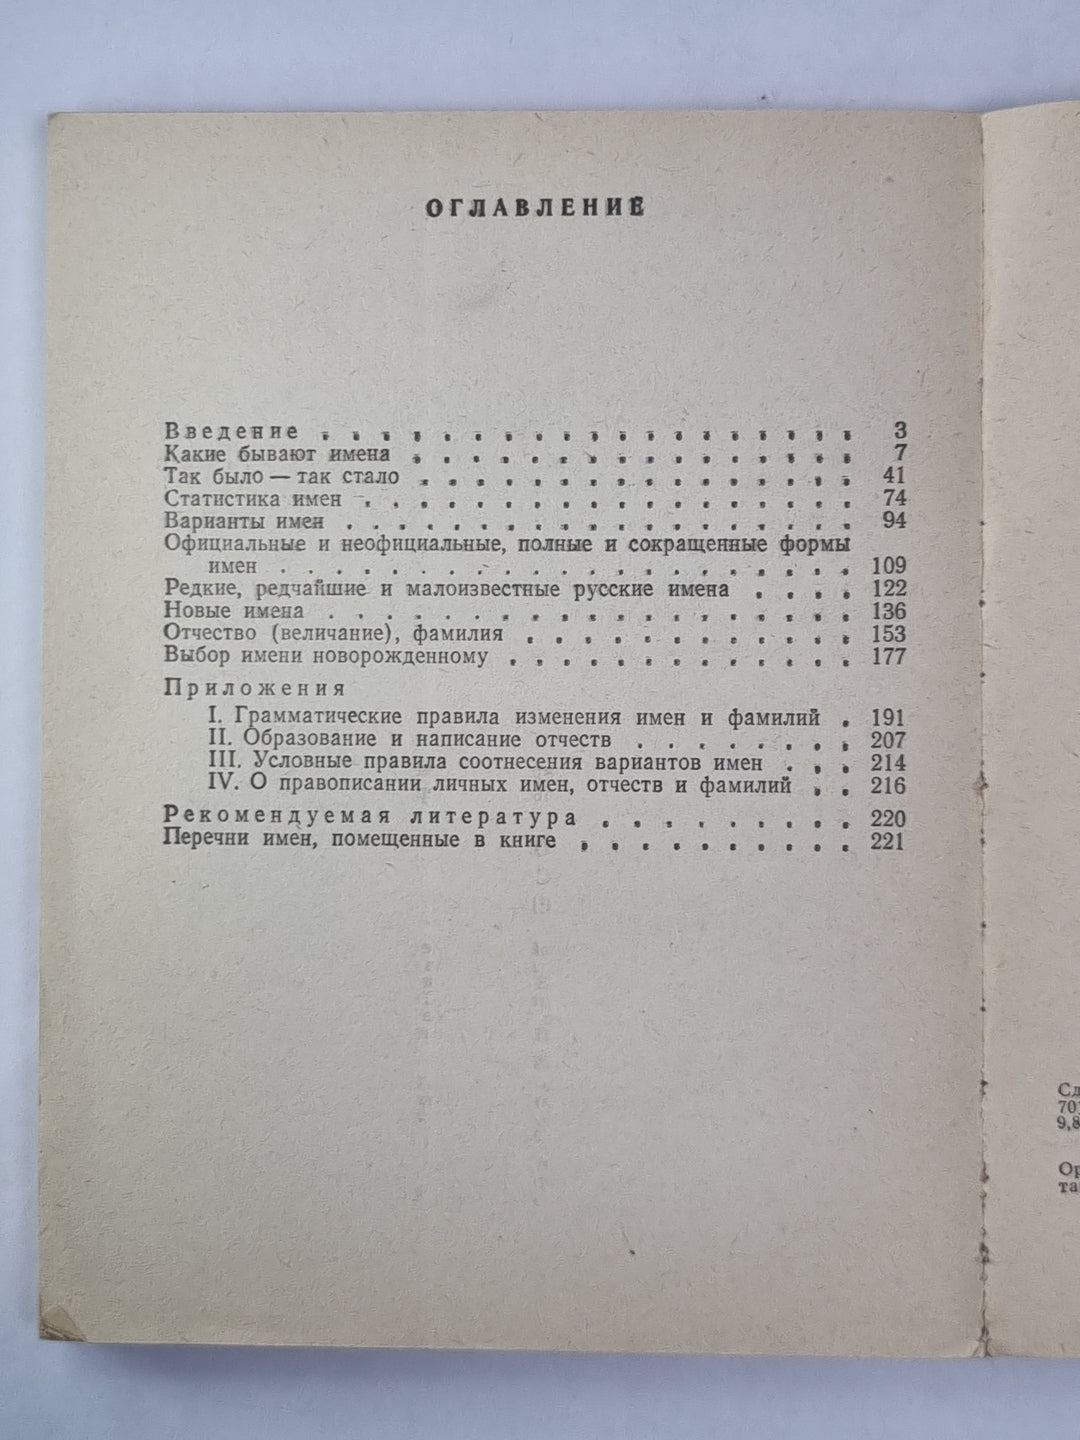 ОГЛАВЛЕНИЕ
Введение . . . . . . . . . . . . . . . . . . . 3
Какие бывают имена . . . . . . . . . . . . . . . . 7
Так было — так стало . . . . . . . . . . . . . . . . 41
Статистика имен . . . . . . . . . . . . . . . . . . 74
Варианты имен . . . . . . . . . . . . . . . . . . 94
Официальные и неофициальные, полные и сокращенные формы
имен . . . . . . . . . . . . . . . . . . . . . 109
Редкие, редчайшие и малоизвестные русские имена . . . . 122
Новые имена . . . . . . . . . . . . . . . . . . . 136
Отчество (величание), фамилия . . . . . . . . . . . . 153
Выбор имени новорожденному . . . . . . . . . . . . . 177
Приложения
I. Грамматические правила изменения имен и фамилий . 191
II. Образование и написание отчеств . . . . . . . . 207
III. Условные правила соотнесения вариантов имен . . . 214
IV. О правописании личных имен, отчеств и фамилий . . 216
Рекомендуемая литература . . . . . . . . . 220
Перечни имен, помещенные в книге . . . . . . . . . . 221
9,8